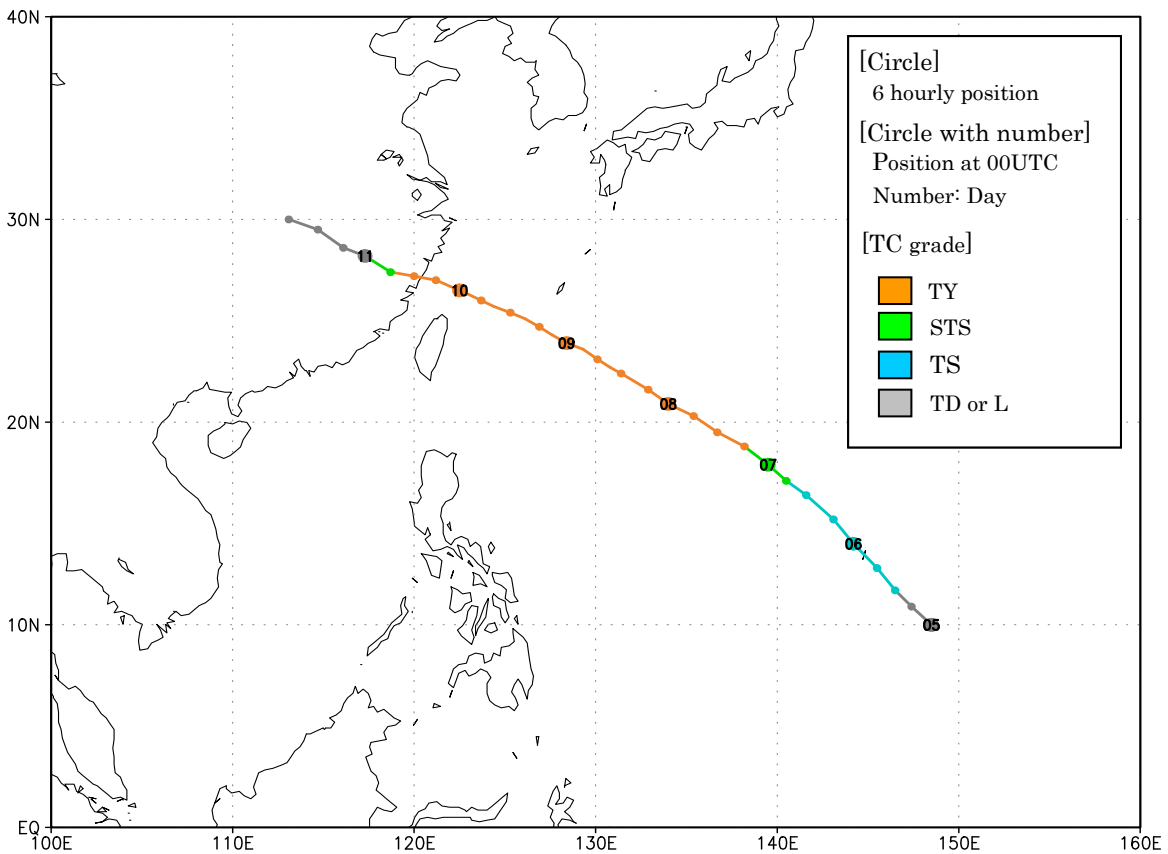 40N
[Circle]
6 hourly position
[Circle with number]
Position at 00UTC
Number: Day
[TC grade]
TY
STS
TS
TD or L
30N
11
10
09
20N
08
07
06
10N
05
EQ
100E 110E 120E 130E 140E 150E 160E